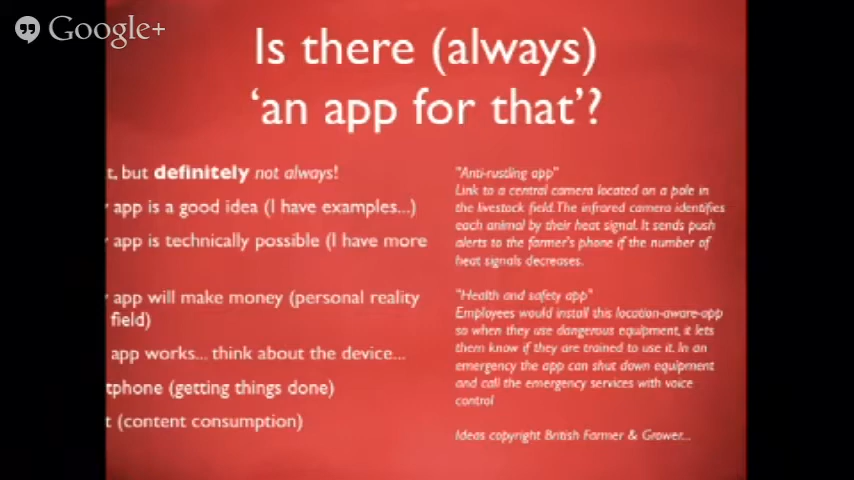 Google+
Is there (always)
‘an app for that’?
t, but definitely not always!
app is a good idea (I have examples...)
app is technically possible (I have more
app will make money (personal reality
field)
app works... think about the device...
tphone (getting things done)
t (content consumption)
"Anti-rustling app"
Link to a central camera located on a pole in
the livestock field. The infrared camera identifies
each animal by their heat signal. It sends push
alerts to the farmer's phone if the number of
heat signals decreases.
"Health and safety app"
Employees would install this location-aware-app
so when they use dangerous equipment, it lets
them know if they are trained to use it. In an
emergency the app can shut down equipment
and call the emergency services with voice
control
Ideas copyright British Farmer & Grower...